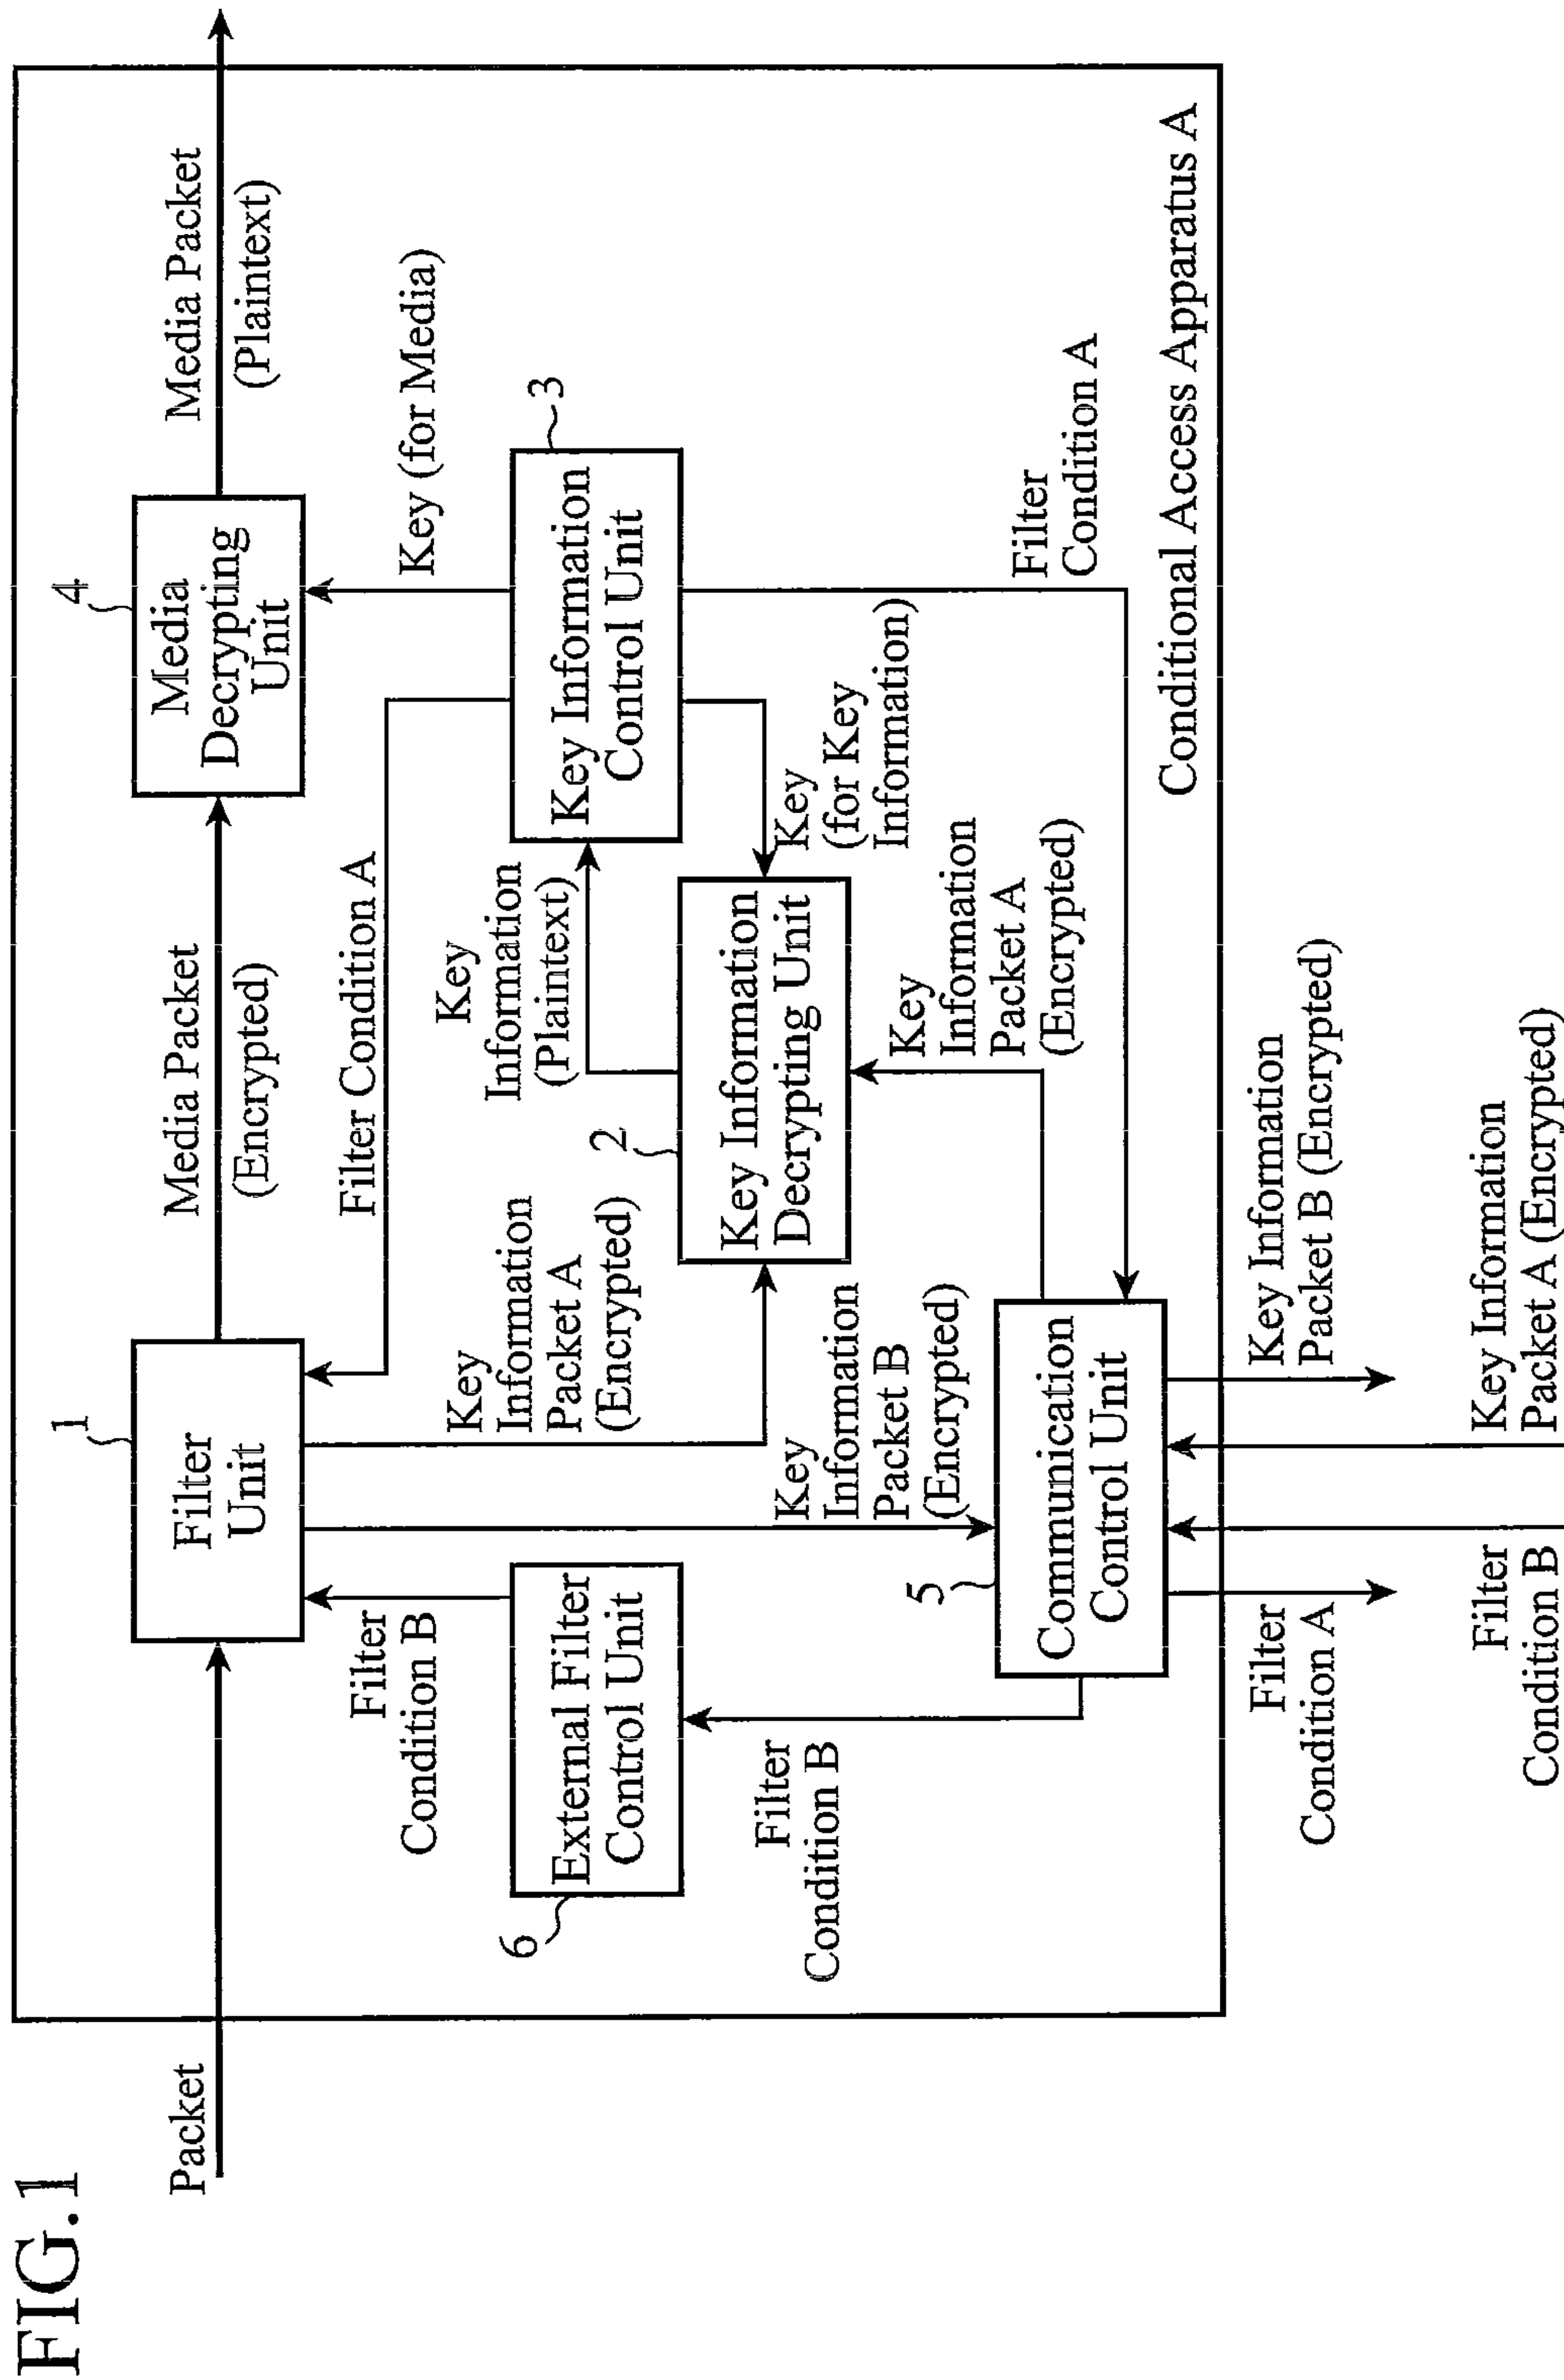 FIG.1
Packet
1
Filter
Unit
Media Packet
(Encrypted)
4
Media
Decrypting
Unit
Media Packet
(Plaintext)
Filter
Condition B
Key
Information
Packet A
(Encrypted)
Filter Condition A
Key
Information
(Plaintext)
Key (for Media)
6
External Filter
Control Unit
2
Key Information
Decrypting Unit
3
Key Information
Control Unit
Key
(for Key
Information)
Filter
Condition B
Key
Information
Packet B
(Encrypted)
Key
Information
Packet A
(Encrypted)
Filter
Condition A
5
Communication
Control Unit
Conditional Access Apparatus A
Filter
Condition A
Key Information
Packet B (Encrypted)
Filter
Condition B
Key Information
Packet A (Encrypted)